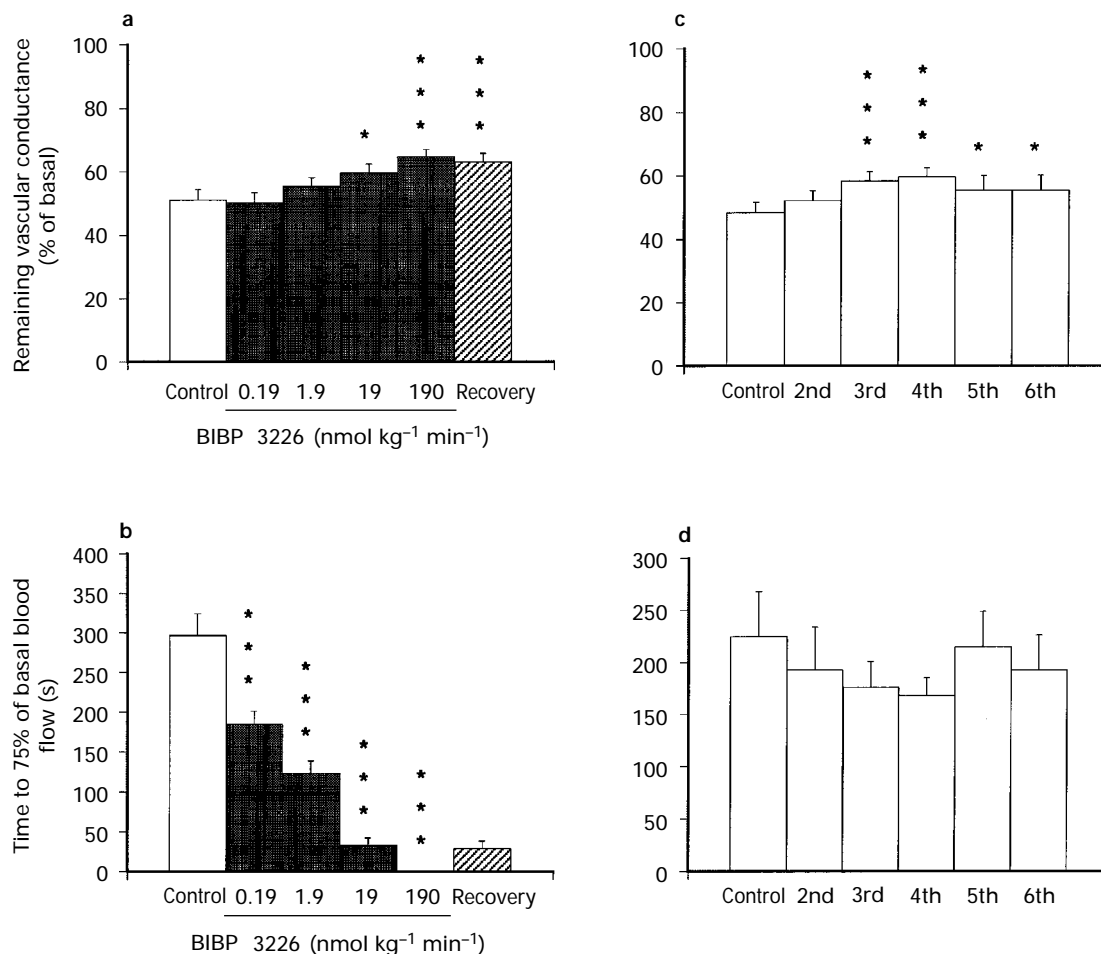 a
Remaining vascular conductance
(% of basal)
100
80
60
40
20
0
* * * * * * *
Control 0.19 1.9 19 190 Recovery
BIBP 3226 (nmol kg⁻¹ min⁻¹)
c
100
80
60
40
20
0
* * * * * * * *
Control 2nd 3rd 4th 5th 6th
b
Time to 75% of basal blood
flow (s)
400
350
300
250
200
150
100
50
0
* * * * * * * * * * * *
Control 0.19 1.9 19 190 Recovery
BIBP 3226 (nmol kg⁻¹ min⁻¹)
d
300
250
200
150
100
50
0
Control 2nd 3rd 4th 5th 6th